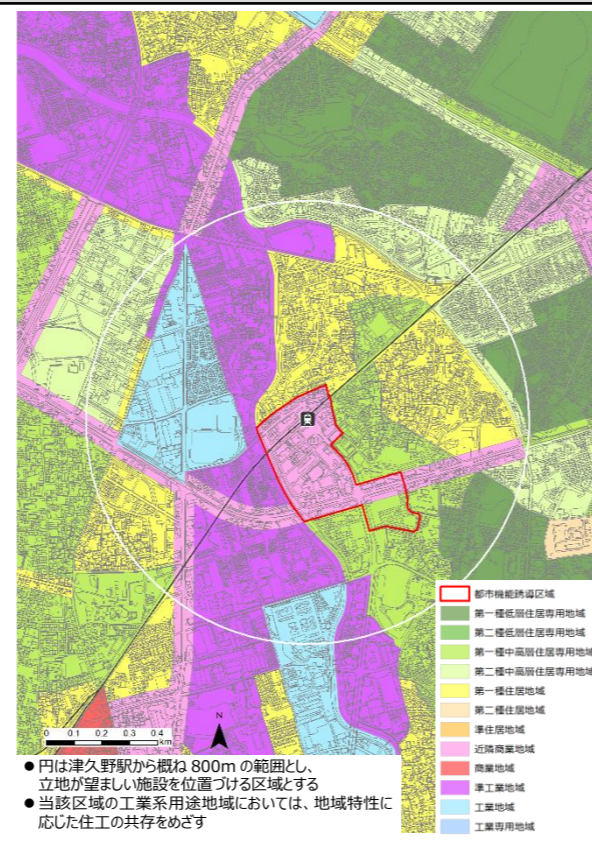 N
0 0.1 0.2 0.3 0.4
km
都市機能誘導区域
第一種低層住居専用地域
第二種低層住居専用地域
第一種中高層住居専用地域
第二種中高層住居専用地域
第一種住居地域
第二種住居地域
準住居地域
近隣商業地域
商業地域
準工業地域
工業地域
工業専用地域
● 円は津久野駅から概ね 800m の範囲とし、
立地が望ましい施設を位置づける区域とする
● 当該区域の工業系用途地域においては、地域特性に
応じた住工の共存をめざす